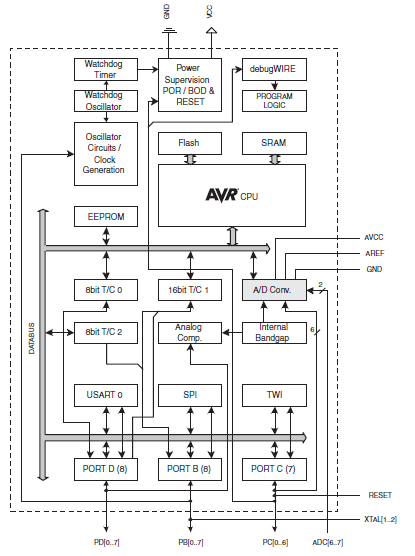 GND
VCC
Watchdog
Timer
Power
Supervision
POR / BOD &
RESET
debugWIRE
Watchdog
Oscillator
PROGRAM
LOGIC
Oscillator
Circuits /
Clock
Generation
Flash
SRAM
AVR CPU
EEPROM
AVCC
AREF
GND
8bit T/C 0
16bit T/C 1
A/D Conv.
2
DATABUS
8bit T/C 2
Analog
Comp.
Internal
Bandgap
6
USART 0
SPI
TWI
PORT D (8)
PORT B (8)
PORT C (7)
RESET
XTAL[1..2]
PD[0..7]
PB[0..7]
PC[0..6]
ADC[6..7]